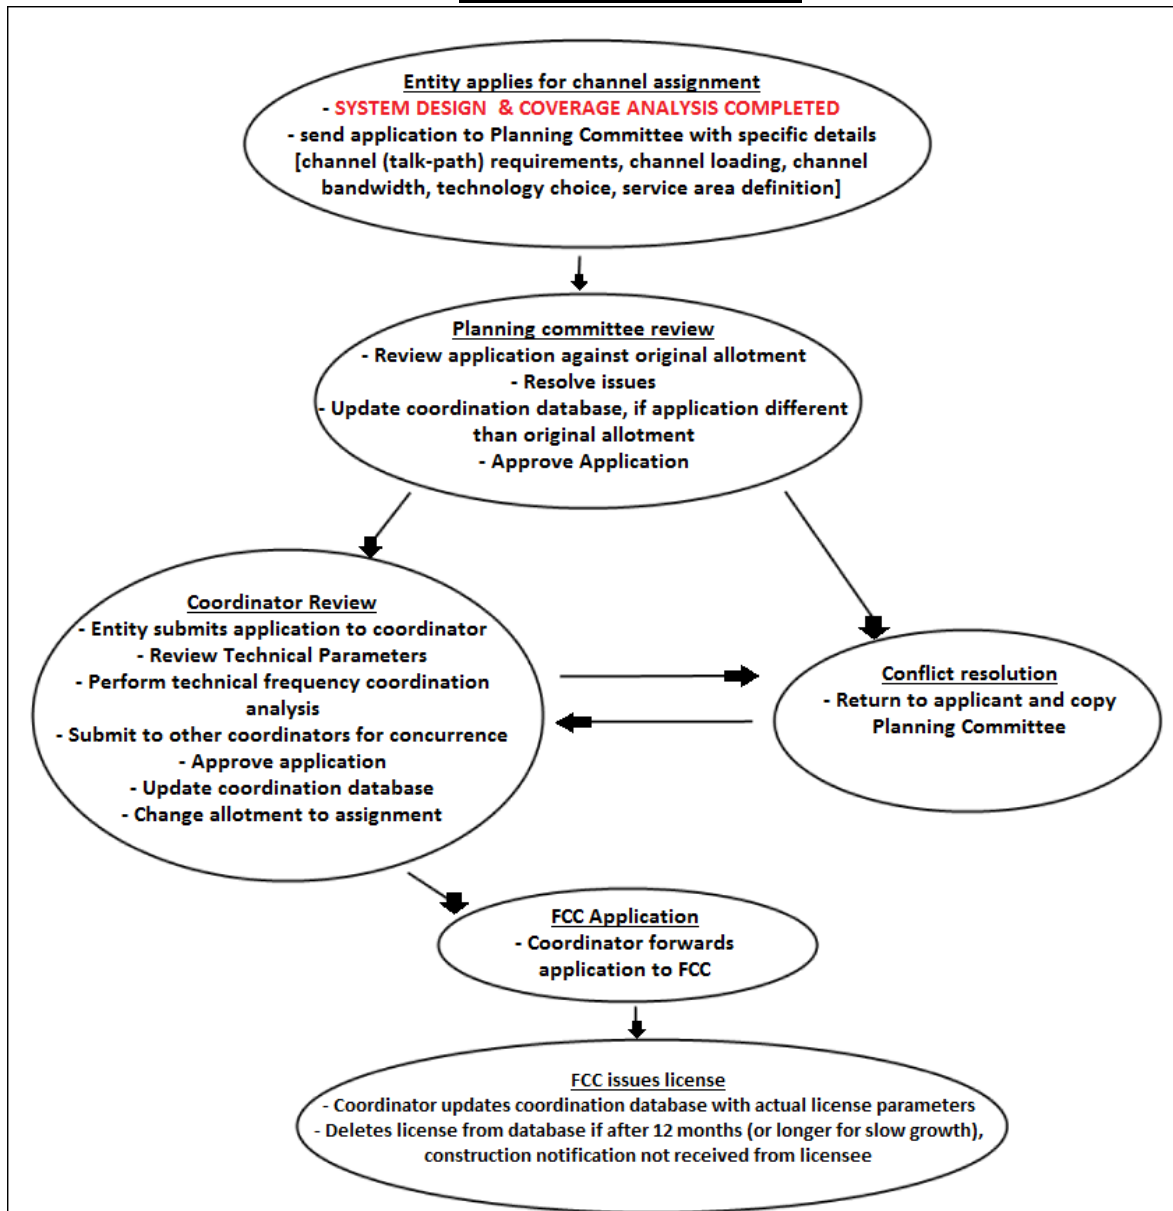 Entity applies for channel assignment
- SYSTEM DESIGN & COVERAGE ANALYSIS COMPLETED
- send application to Planning Committee with specific details
[channel (talk-path) requirements, channel loading, channel
bandwidth, technology choice, service area definition]
Planning committee review
- Review application against original allotment
- Resolve issues
- Update coordination database, if application different
than original allotment
- Approve Application
Coordinator Review
- Entity submits application to coordinator
- Review Technical Parameters
- Perform technical frequency coordination
analysis
- Submit to other coordinators for concurrence
- Approve application
- Update coordination database
- Change allotment to assignment
Conflict resolution
- Return to applicant and copy
Planning Committee
FCC Application
- Coordinator forwards
application to FCC
FCC issues license
- Coordinator updates coordination database with actual license parameters
- Deletes license from database if after 12 months (or longer for slow growth),
construction notification not received from licensee